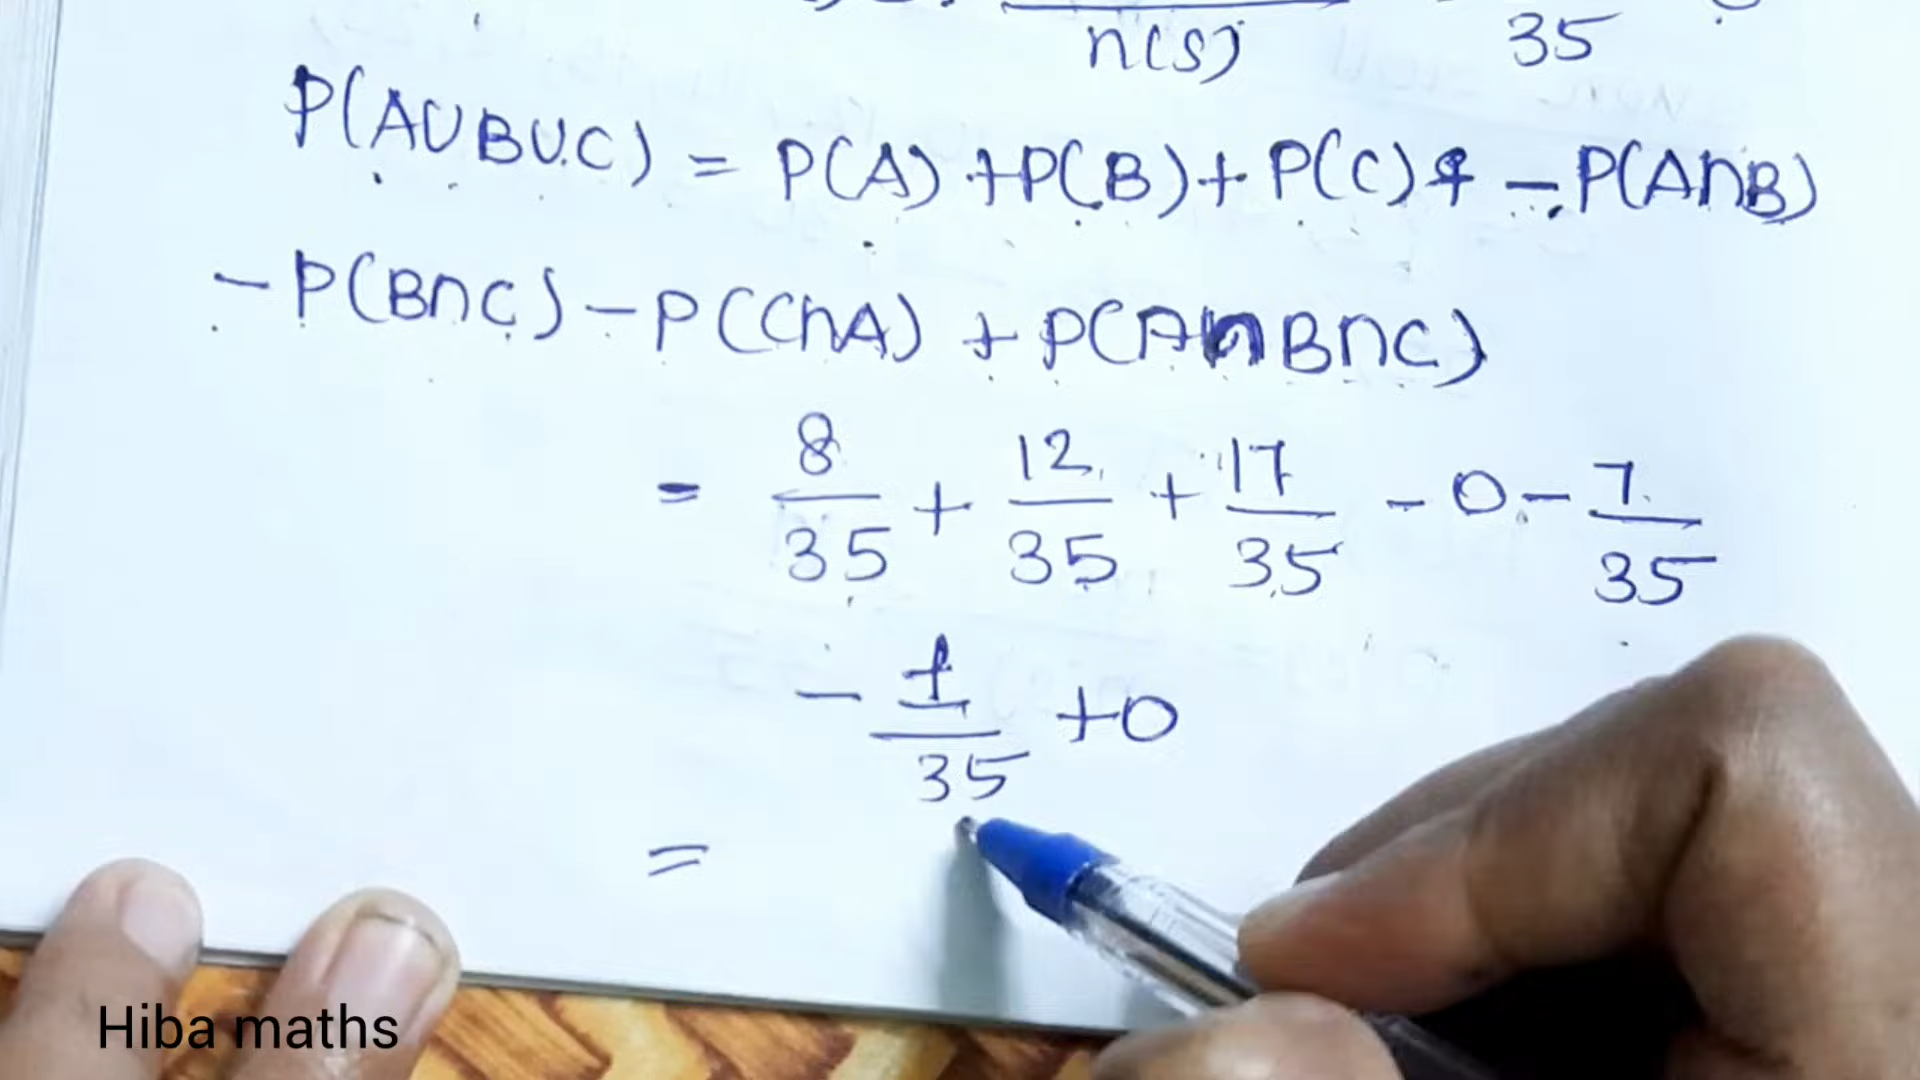 n(s) 35
P(A∪B∪C) = P(A) + P(B) + P(C) - P(A∩B)
- P(B∩C) - P(C∩A) + P(A∩B∩C)
= 8/35 + 12/35 + 17/35 - 0 - 7/35
- 1/35 + 0
=
Hiba maths